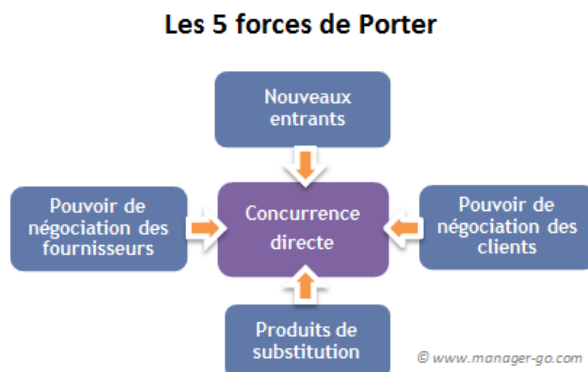 Les 5 forces de Porter
Nouveaux
entrants
Pouvoir de
négociation des
fournisseurs
Concurrence
directe
Pouvoir de
négociation des
clients
Produits de
substitution
© www.manager-go.com